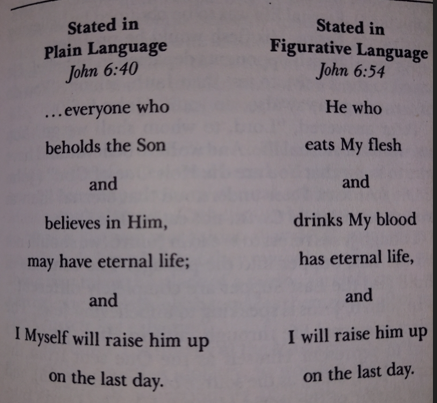 Stated in
Plain Language
John 6:40
...everyone who
beholds the Son
and
believes in Him,
may have eternal life;
and
I Myself will raise him up
on the last day.
Stated in
Figurative Language
John 6:54
He who
eats My flesh
and
drinks My blood
has eternal life,
and
I will raise him up
on the last day.